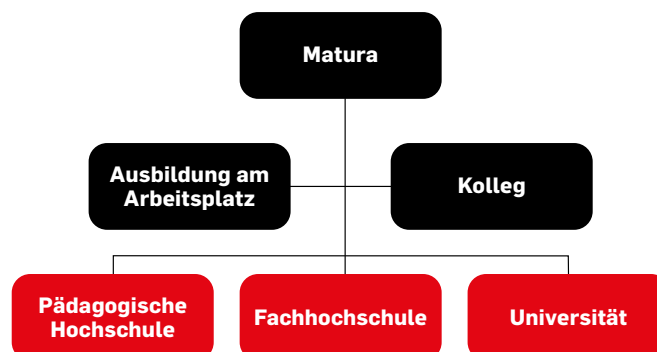 Matura
Ausbildung am
Arbeitsplatz
Kolleg
Pädagogische
Hochschule
Fachhochschule
Universität